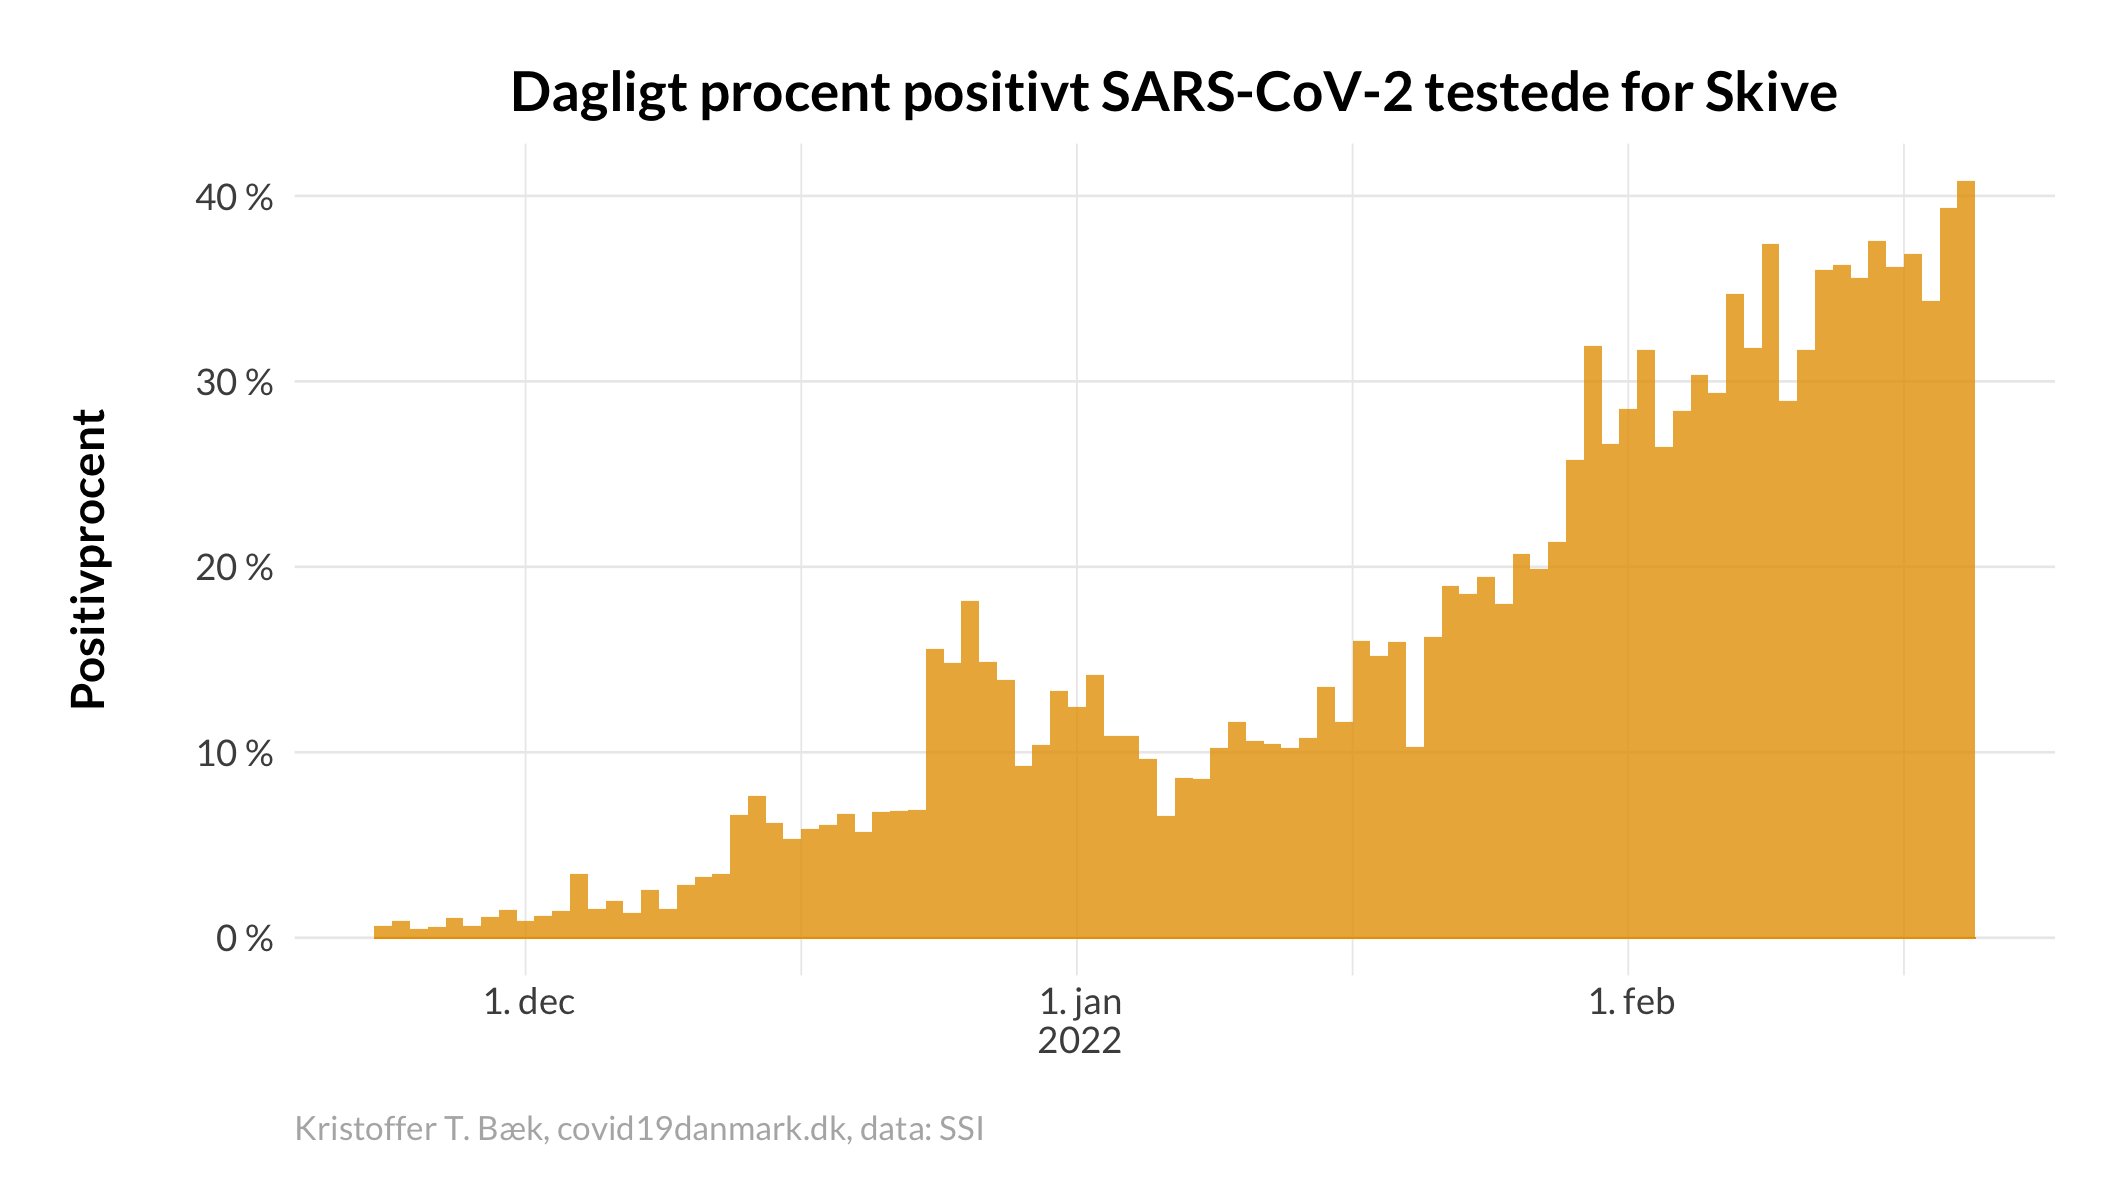 Dagligt procent positivt SARS-CoV-2 testede for Skive
Positivprocent
40 %
30 %
20 %
10 %
0 %
1. dec
1. jan
2022
1. feb
Kristoffer T. Bæk, covid19danmark.dk, data: SSI